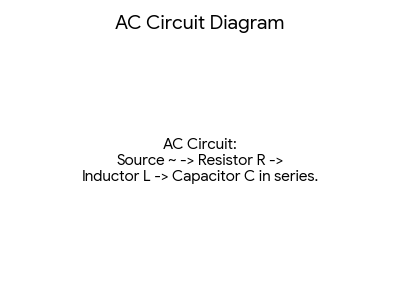 AC Circuit Diagram
AC Circuit:
Source ~ -> Resistor R ->
Inductor L -> Capacitor C in series.